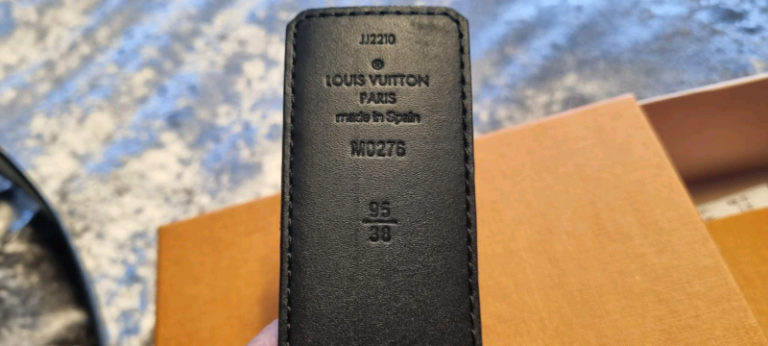 JJ2210
®
LOUIS VUITTON
PARIS
made in Spain
M0276
95
38